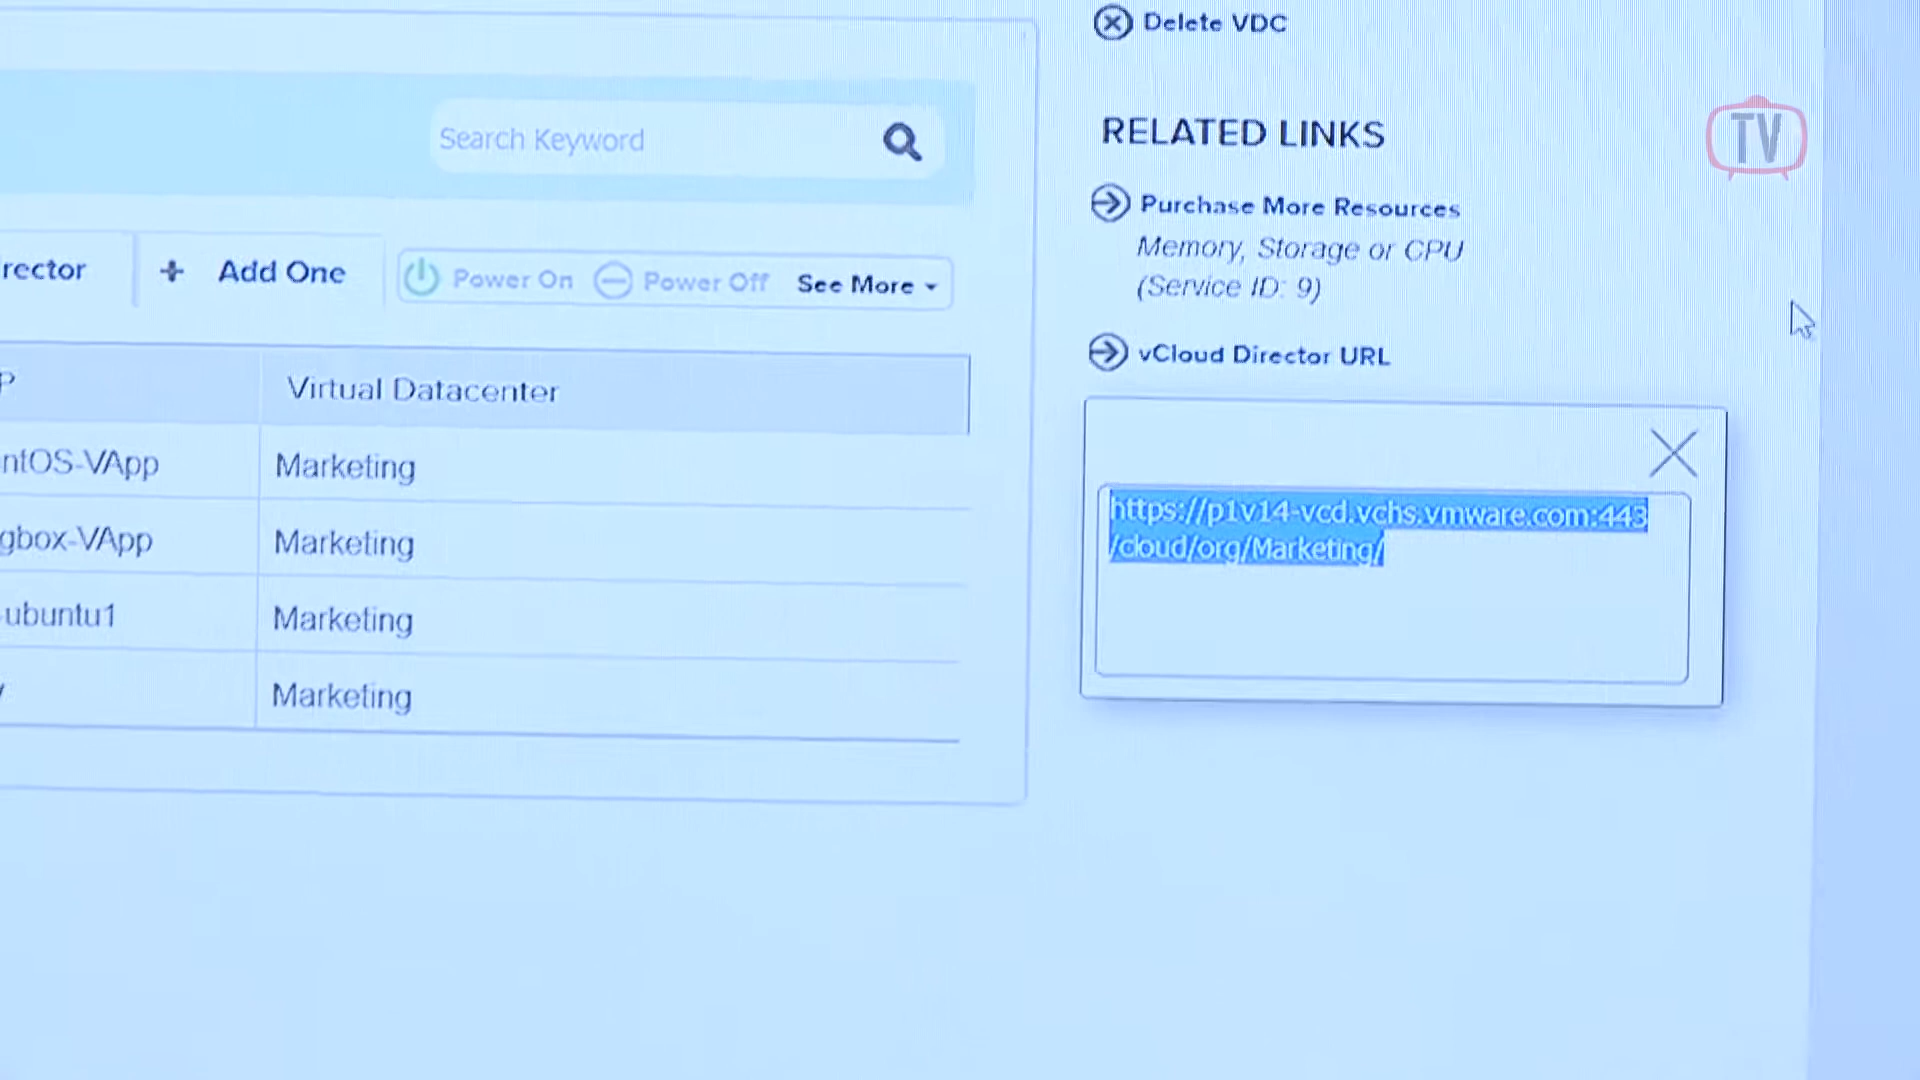 Delete VDC
Search Keyword
RELATED LINKS
TV
Purchase More Resources
Memory, Storage or CPU
(Service ID: 9)
rector
+ Add One
Power On
Power Off
See More
vCloud Director URL
P
Virtual Datacenter
ntOS-VApp
Marketing
https://p1v14-vcd.vchs.vmware.com:443
/cloud/org/Marketing/
gbox-VApp
Marketing
-ubuntu1
Marketing
Marketing